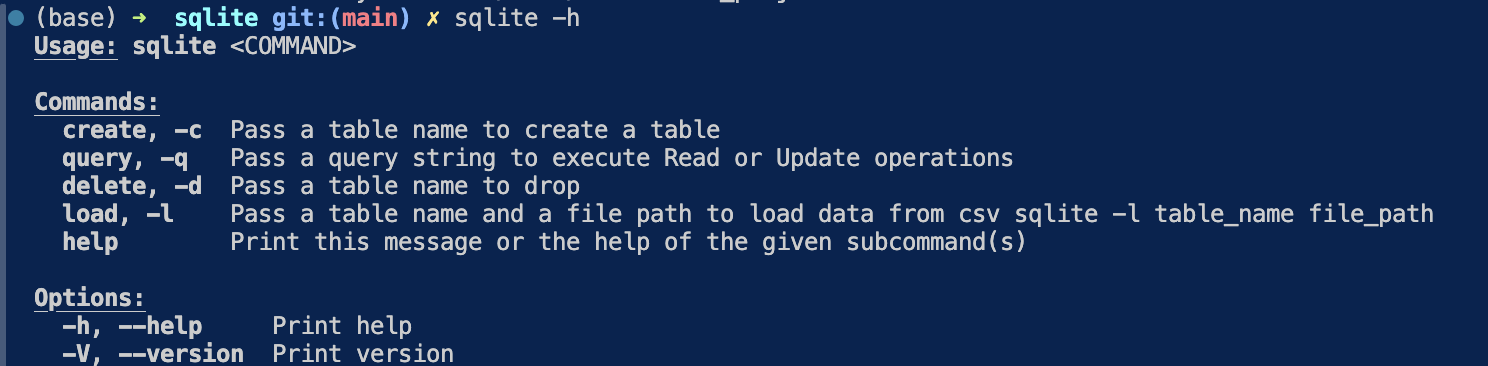 (base) ➜ sqlite git:(main) ✗ sqlite -h
Usage: sqlite <COMMAND>
Commands:
create, -c Pass a table name to create a table
query, -q Pass a query string to execute Read or Update operations
delete, -d Pass a table name to drop
load, -l Pass a table name and a file path to load data from csv sqlite -l table_name file_path
help Print this message or the help of the given subcommand(s)
Options:
-h, --help Print help
-V, --version Print version